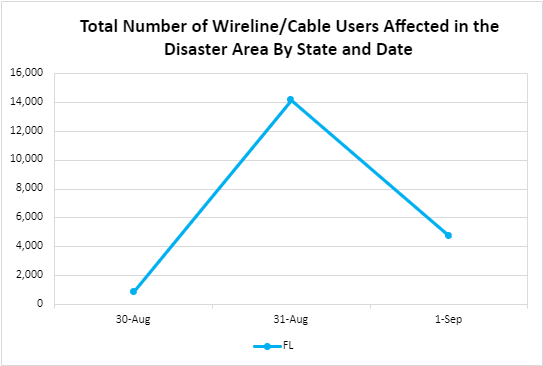 Total Number of Wireline/Cable Users Affected in the
Disaster Area By State and Date
16,000
14,000
12,000
10,000
8,000
6,000
4,000
2,000
0
30-Aug
31-Aug
1-Sep
FL